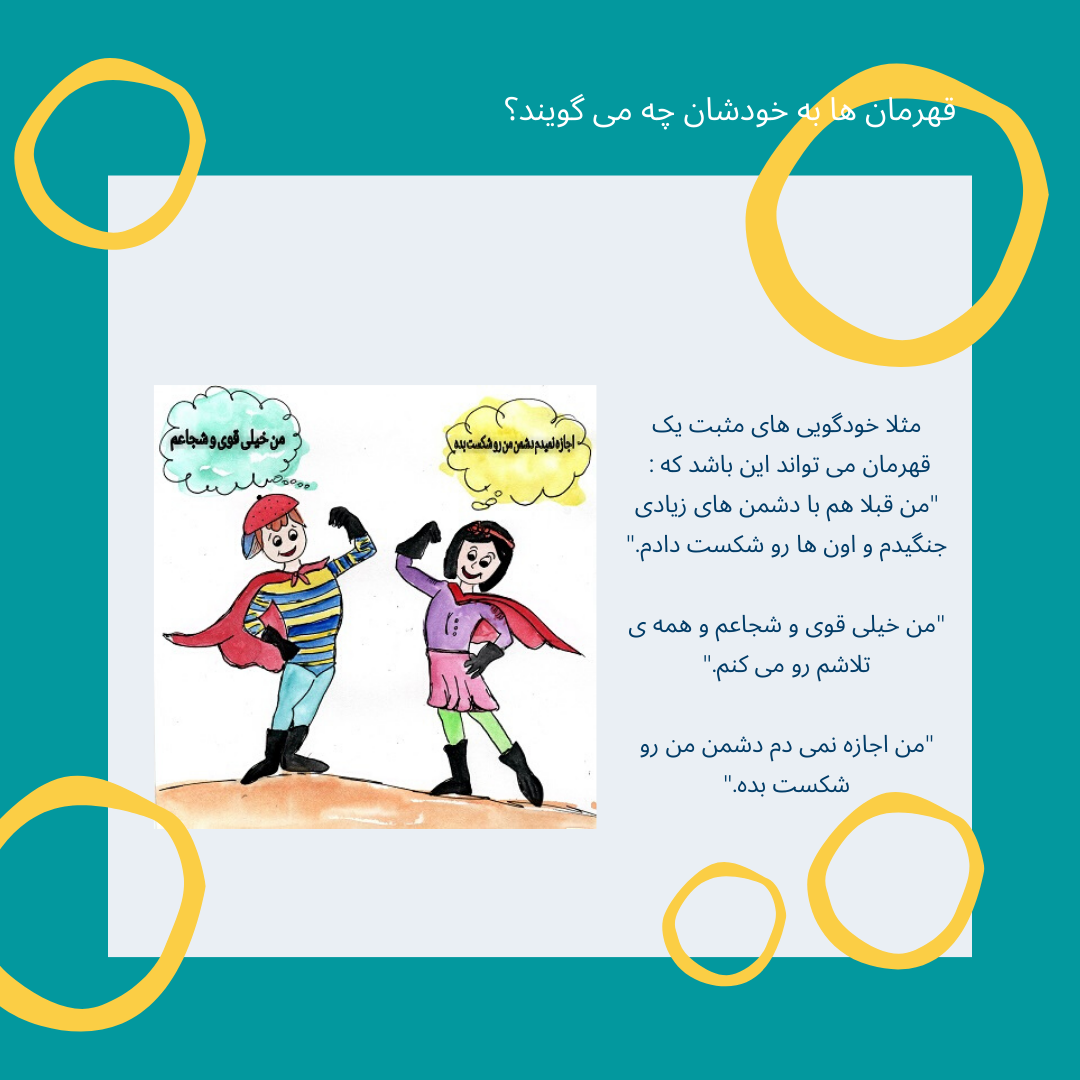 قهرمان ها به خودشان چه می گویند؟
من خیلی قوی و شجاعم
اجازه نمیدم دشمن من رو شکست بده
مثلا خودگویی های مثبت یک
قهرمان می تواند این باشد که :
"من قبلا هم با دشمن های زیادی
جنگیدم و اون ها رو شکست دادم."
"من خیلی قوی و شجاعم و همه ی
تلاشم رو می کنم."
"من اجازه نمی دم دشمن من رو
شکست بده."